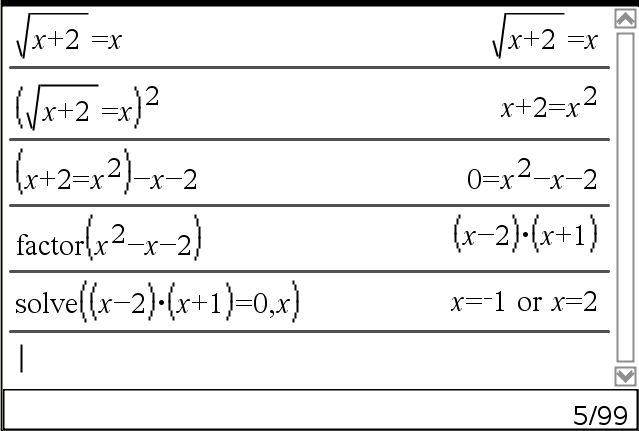 √(x+2) =x √(x+2) =x
(√(x+2) =x)² x+2=x²
(x+2=x²)−x−2 0=x²−x−2
factor(x²−x−2) (x−2)·(x+1)
solve((x−2)·(x+1)=0,x) x=⁻1 or x=2
5/99